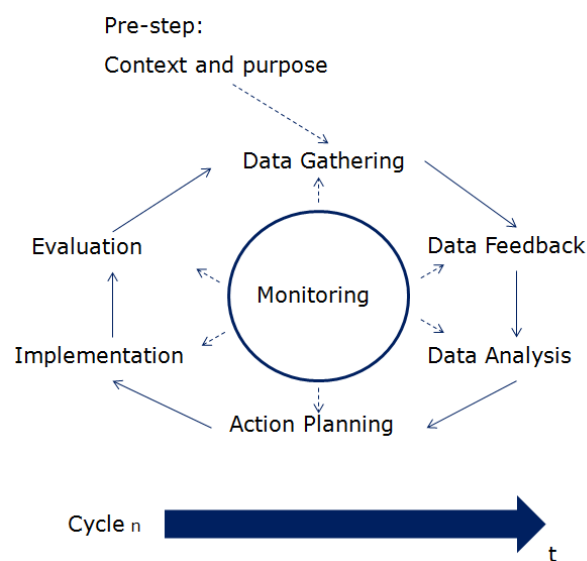 Pre-step:
Context and purpose
Data Gathering
Evaluation
Data Feedback
Monitoring
Implementation
Data Analysis
Action Planning
Cycle n
t